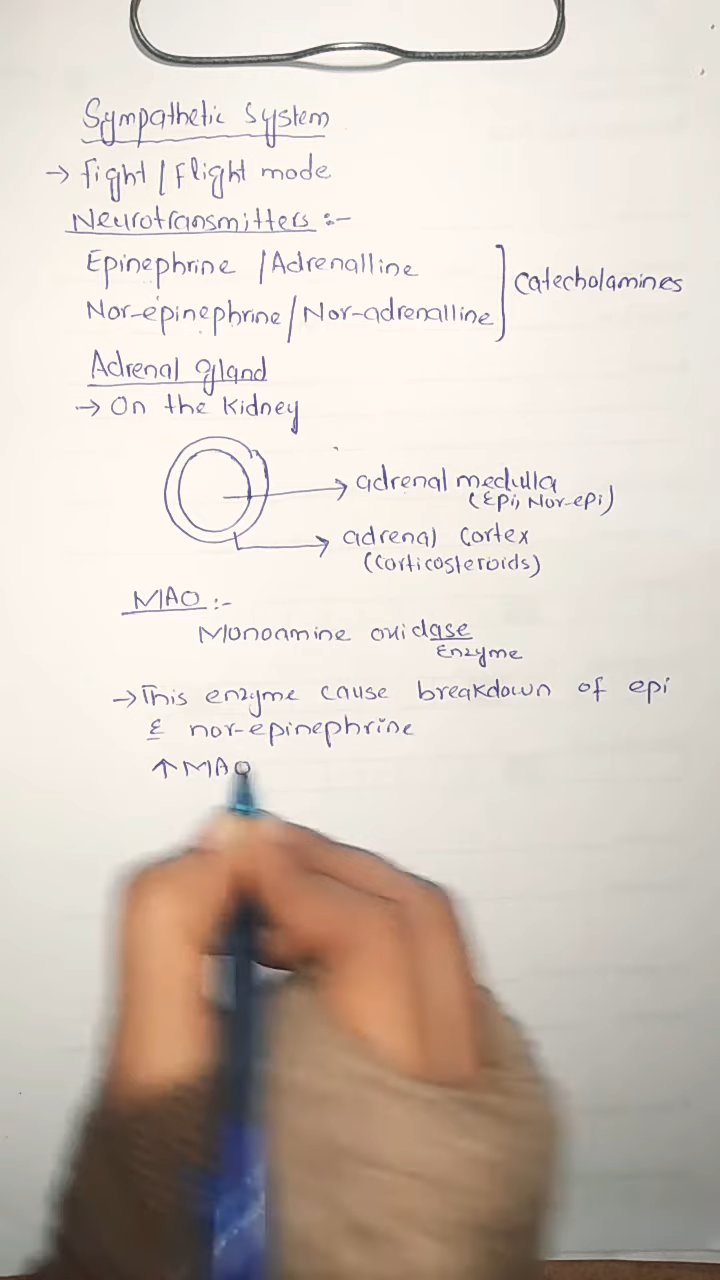 Sympathetic System
→ fight / Flight mode
Neurotransmitters :-
Epinephrine / Adrenalline
Nor-epinephrine / Nor-adrenalline
Catecholamines
Adrenal gland
→ On the kidney
adrenal medulla
(Epi, Nor-epi)
adrenal cortex
(corticosteroids)
MAO :-
Monoamine oxidase
Enzyme
→ This enzyme cause breakdown of epi
& nor-epinephrine
↑ MAO